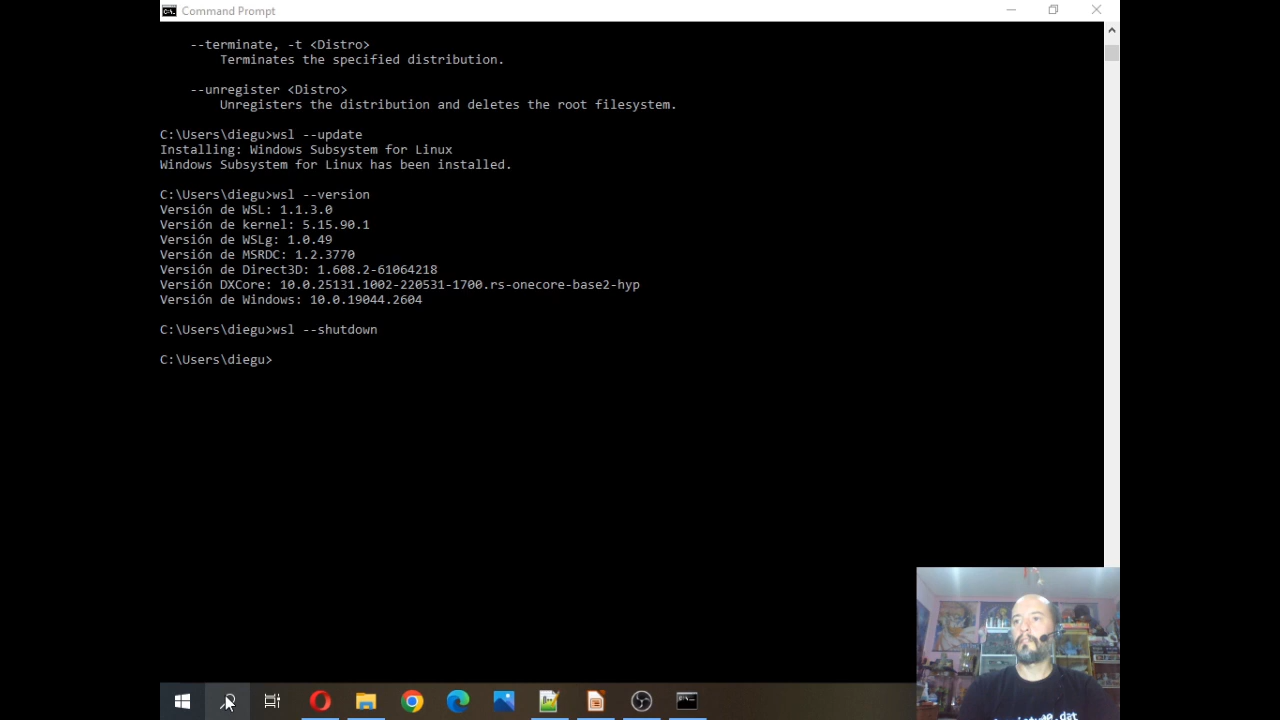 Command Prompt
--terminate, -t <Distro>
Terminates the specified distribution.
--unregister <Distro>
Unregisters the distribution and deletes the root filesystem.
C:\Users\diegu>wsl --update
Installing: Windows Subsystem for Linux
Windows Subsystem for Linux has been installed.
C:\Users\diegu>wsl --version
Versión de WSL: 1.1.3.0
Versión de kernel: 5.15.90.1
Versión de WSLg: 1.0.49
Versión de MSRDC: 1.2.3770
Versión de Direct3D: 1.608.2-61064218
Versión DXCore: 10.0.25131.1002-220531-1700.rs-onecore-base2-hyp
Versión de Windows: 10.0.19044.2604
C:\Users\diegu>wsl --shutdown
C:\Users\diegu>